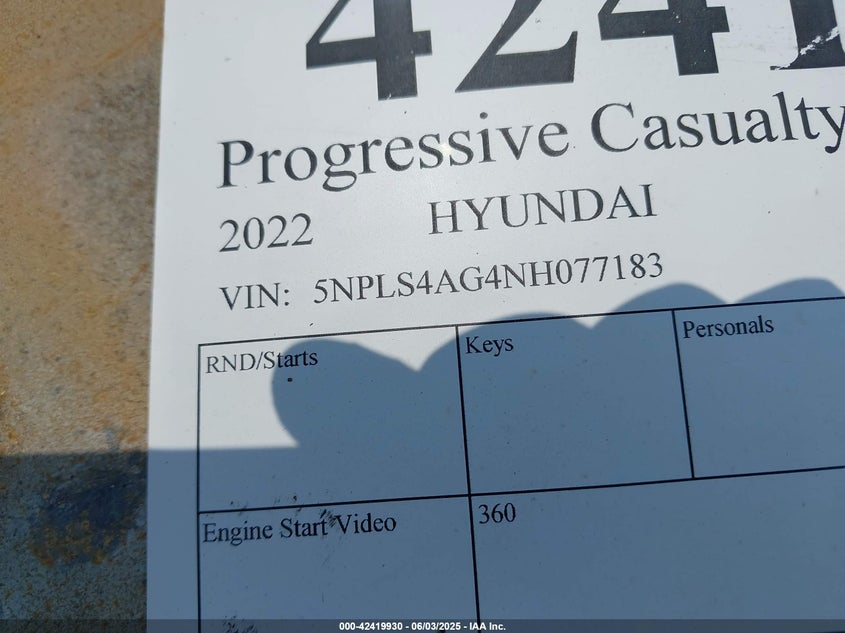 4241
Progressive Casualty
2022 HYUNDAI
VIN: 5NPLS4AG4NH077183
RND/Starts Keys Personals
Engine Start Video 360
000-42419930 - 06/03/2025 - IAA Inc.